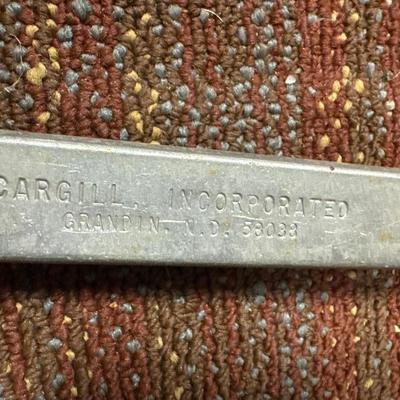 CARGILL, INCORPORATED
GRANDIN, N.D. 58038